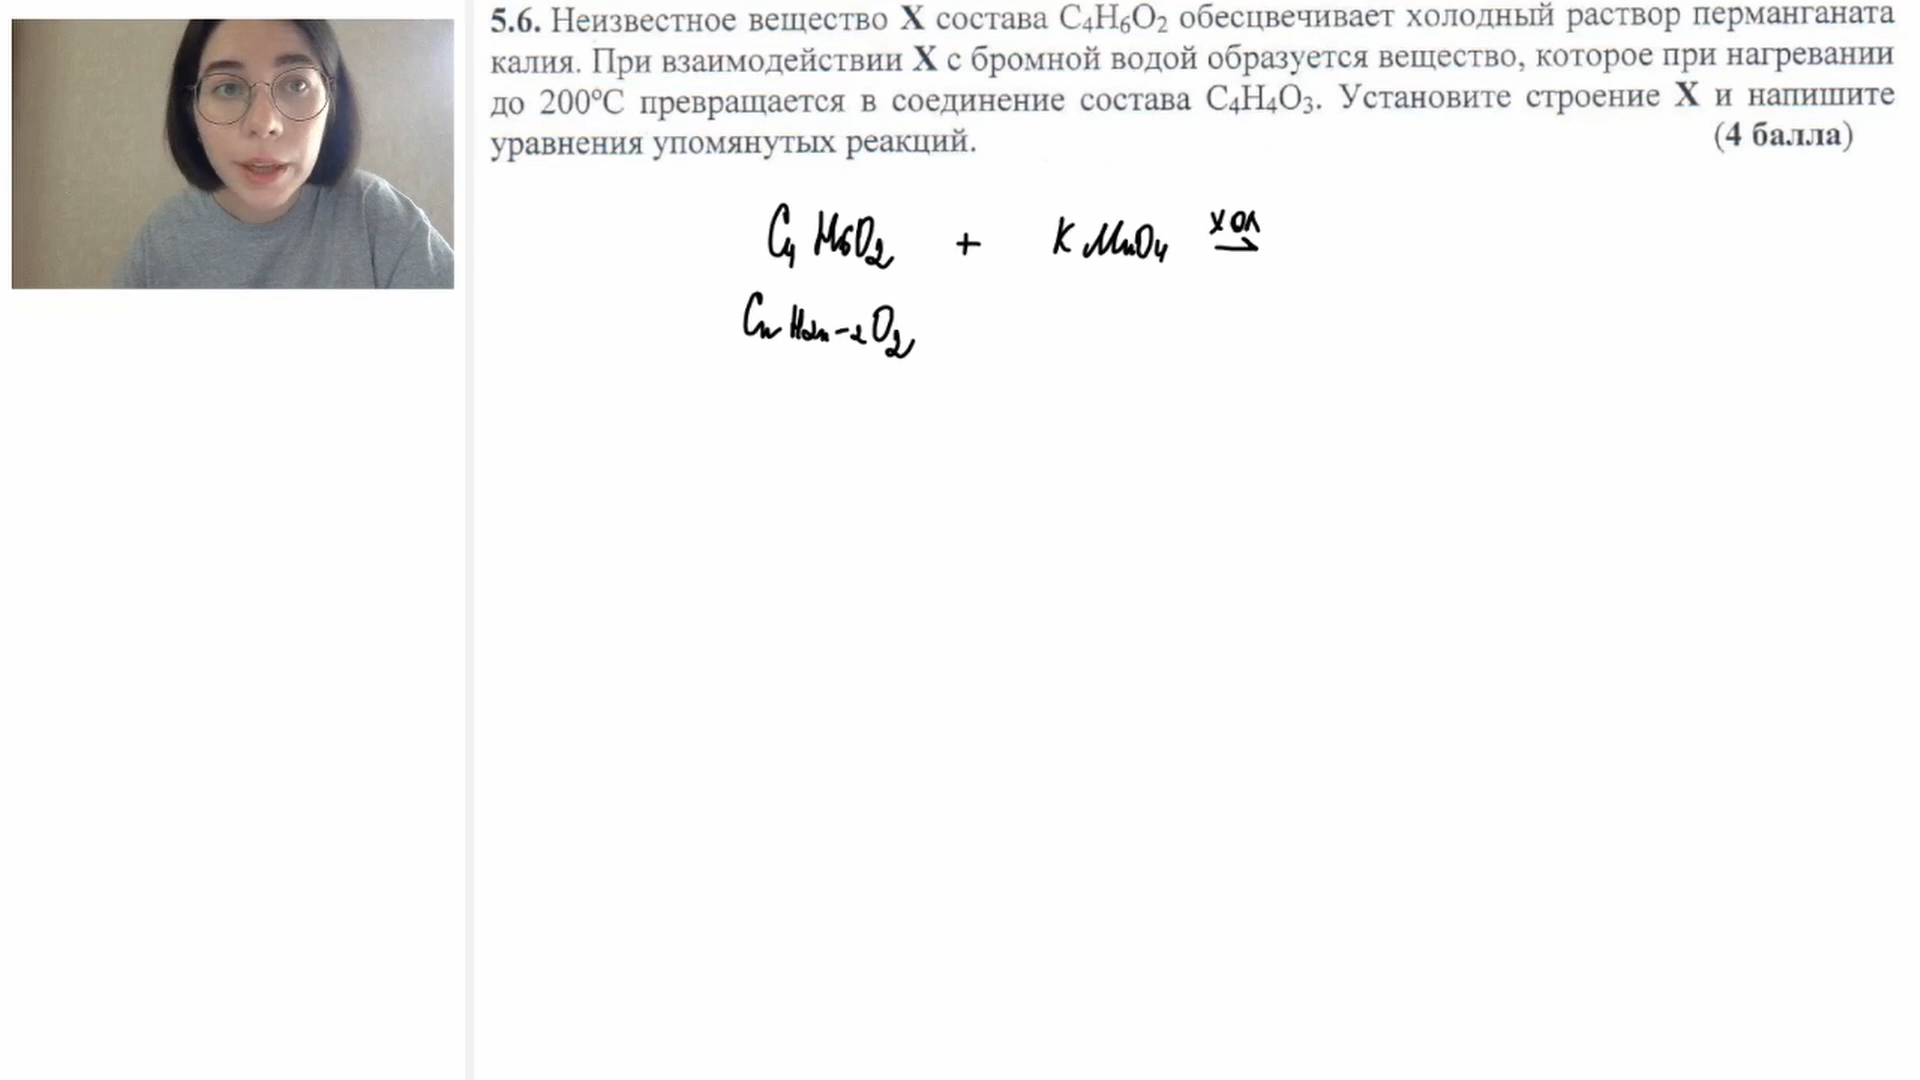 5.6. Неизвестное вещество X состава C₄H₆O₂ обесцвечивает холодный раствор перманганата
калия. При взаимодействии X с бромной водой образуется вещество, которое при нагревании
до 200°C превращается в соединение состава C₄H₄O₃. Установите строение X и напишите
уравнения упомянутых реакций. (4 балла)
C₄H₆O₂ + KMnO₄ хол →
CₙH₂ₙ₋₂O₂